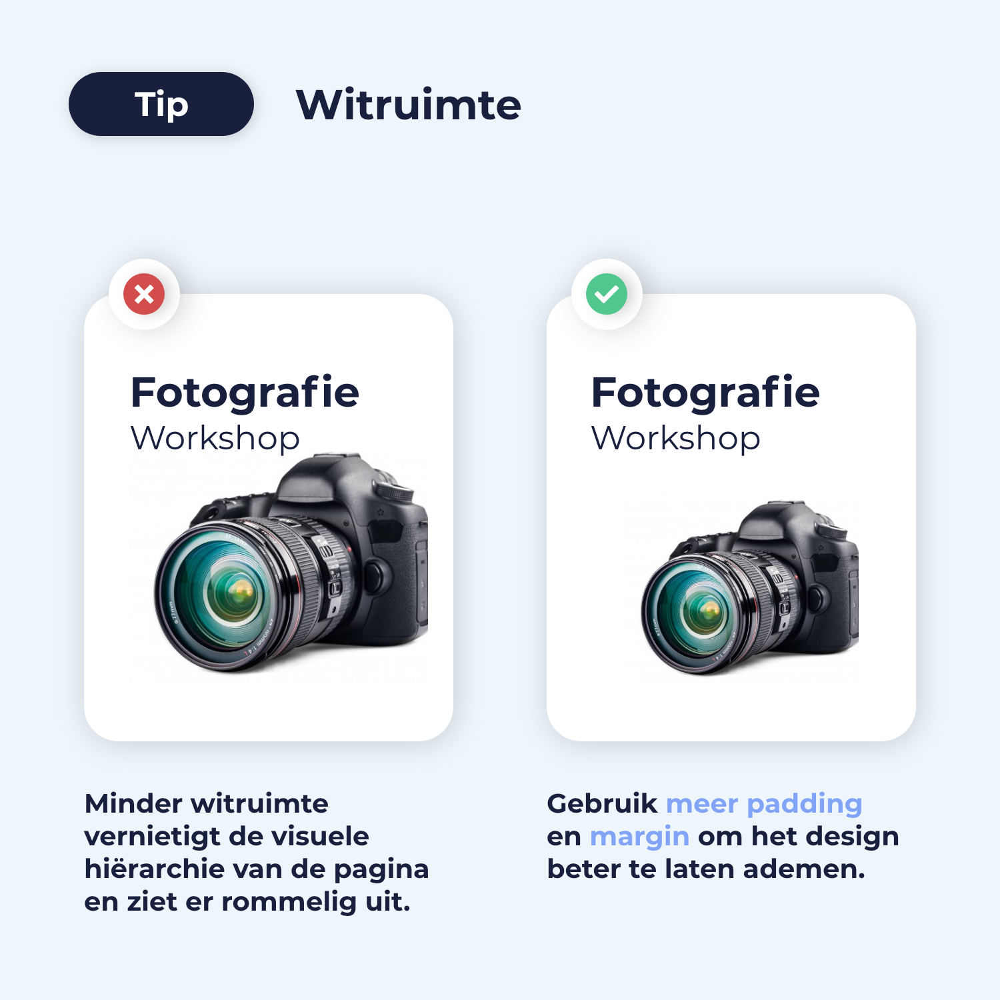 Tip
Witruimte
Fotografie
Workshop
Minder witruimte
vernietigt de visuele
hiërarchie van de pagina
en ziet er rommelig uit.
Fotografie
Workshop
Gebruik meer padding
en margin om het design
beter te laten ademen.